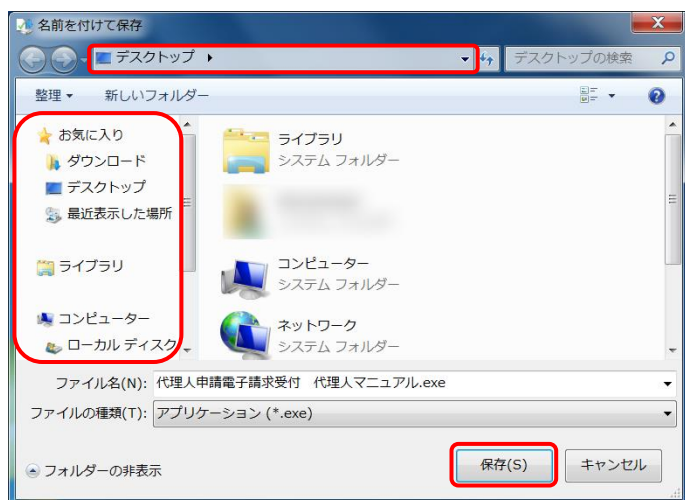 名前を付けて保存
デスクトップ
デスクトップの検索
整理
新しいフォルダー
お気に入り
ダウンロード
デスクトップ
最近表示した場所
ライブラリ
コンピューター
ローカル ディスク
ライブラリ
システム フォルダー
コンピューター
システム フォルダー
ネットワーク
システム フォルダー
ファイル名(N): 代理人申請電子請求受付 代理人マニュアル.exe
ファイルの種類(T): アプリケーション (*.exe)
フォルダーの非表示
保存(S)
キャンセル